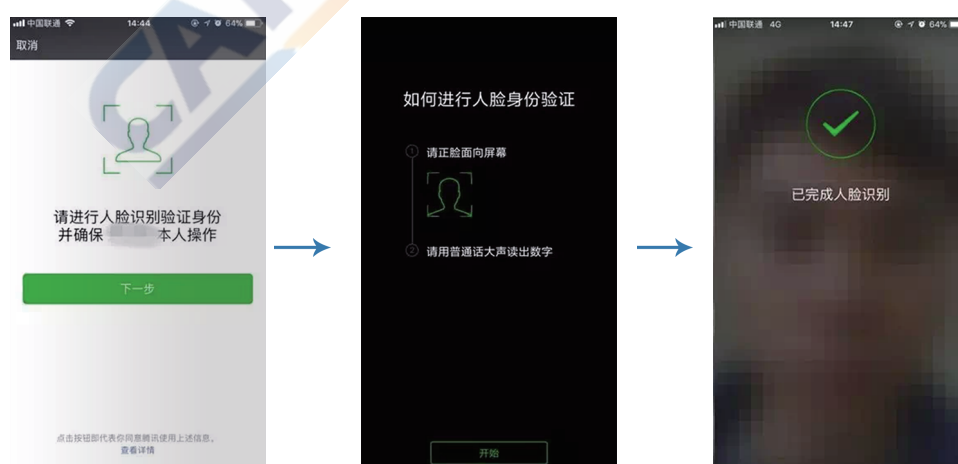 中国联通
14:44
64%
取消
请进行人脸识别验证身份
并确保 本人操作
下一步
点击按钮即代表你同意腾讯使用上述信息。
查看详情
如何进行人脸身份验证
1 请正脸面向屏幕
2 请用普通话大声读出数字
开始
中国联通 4G
14:47
64%
已完成人脸识别